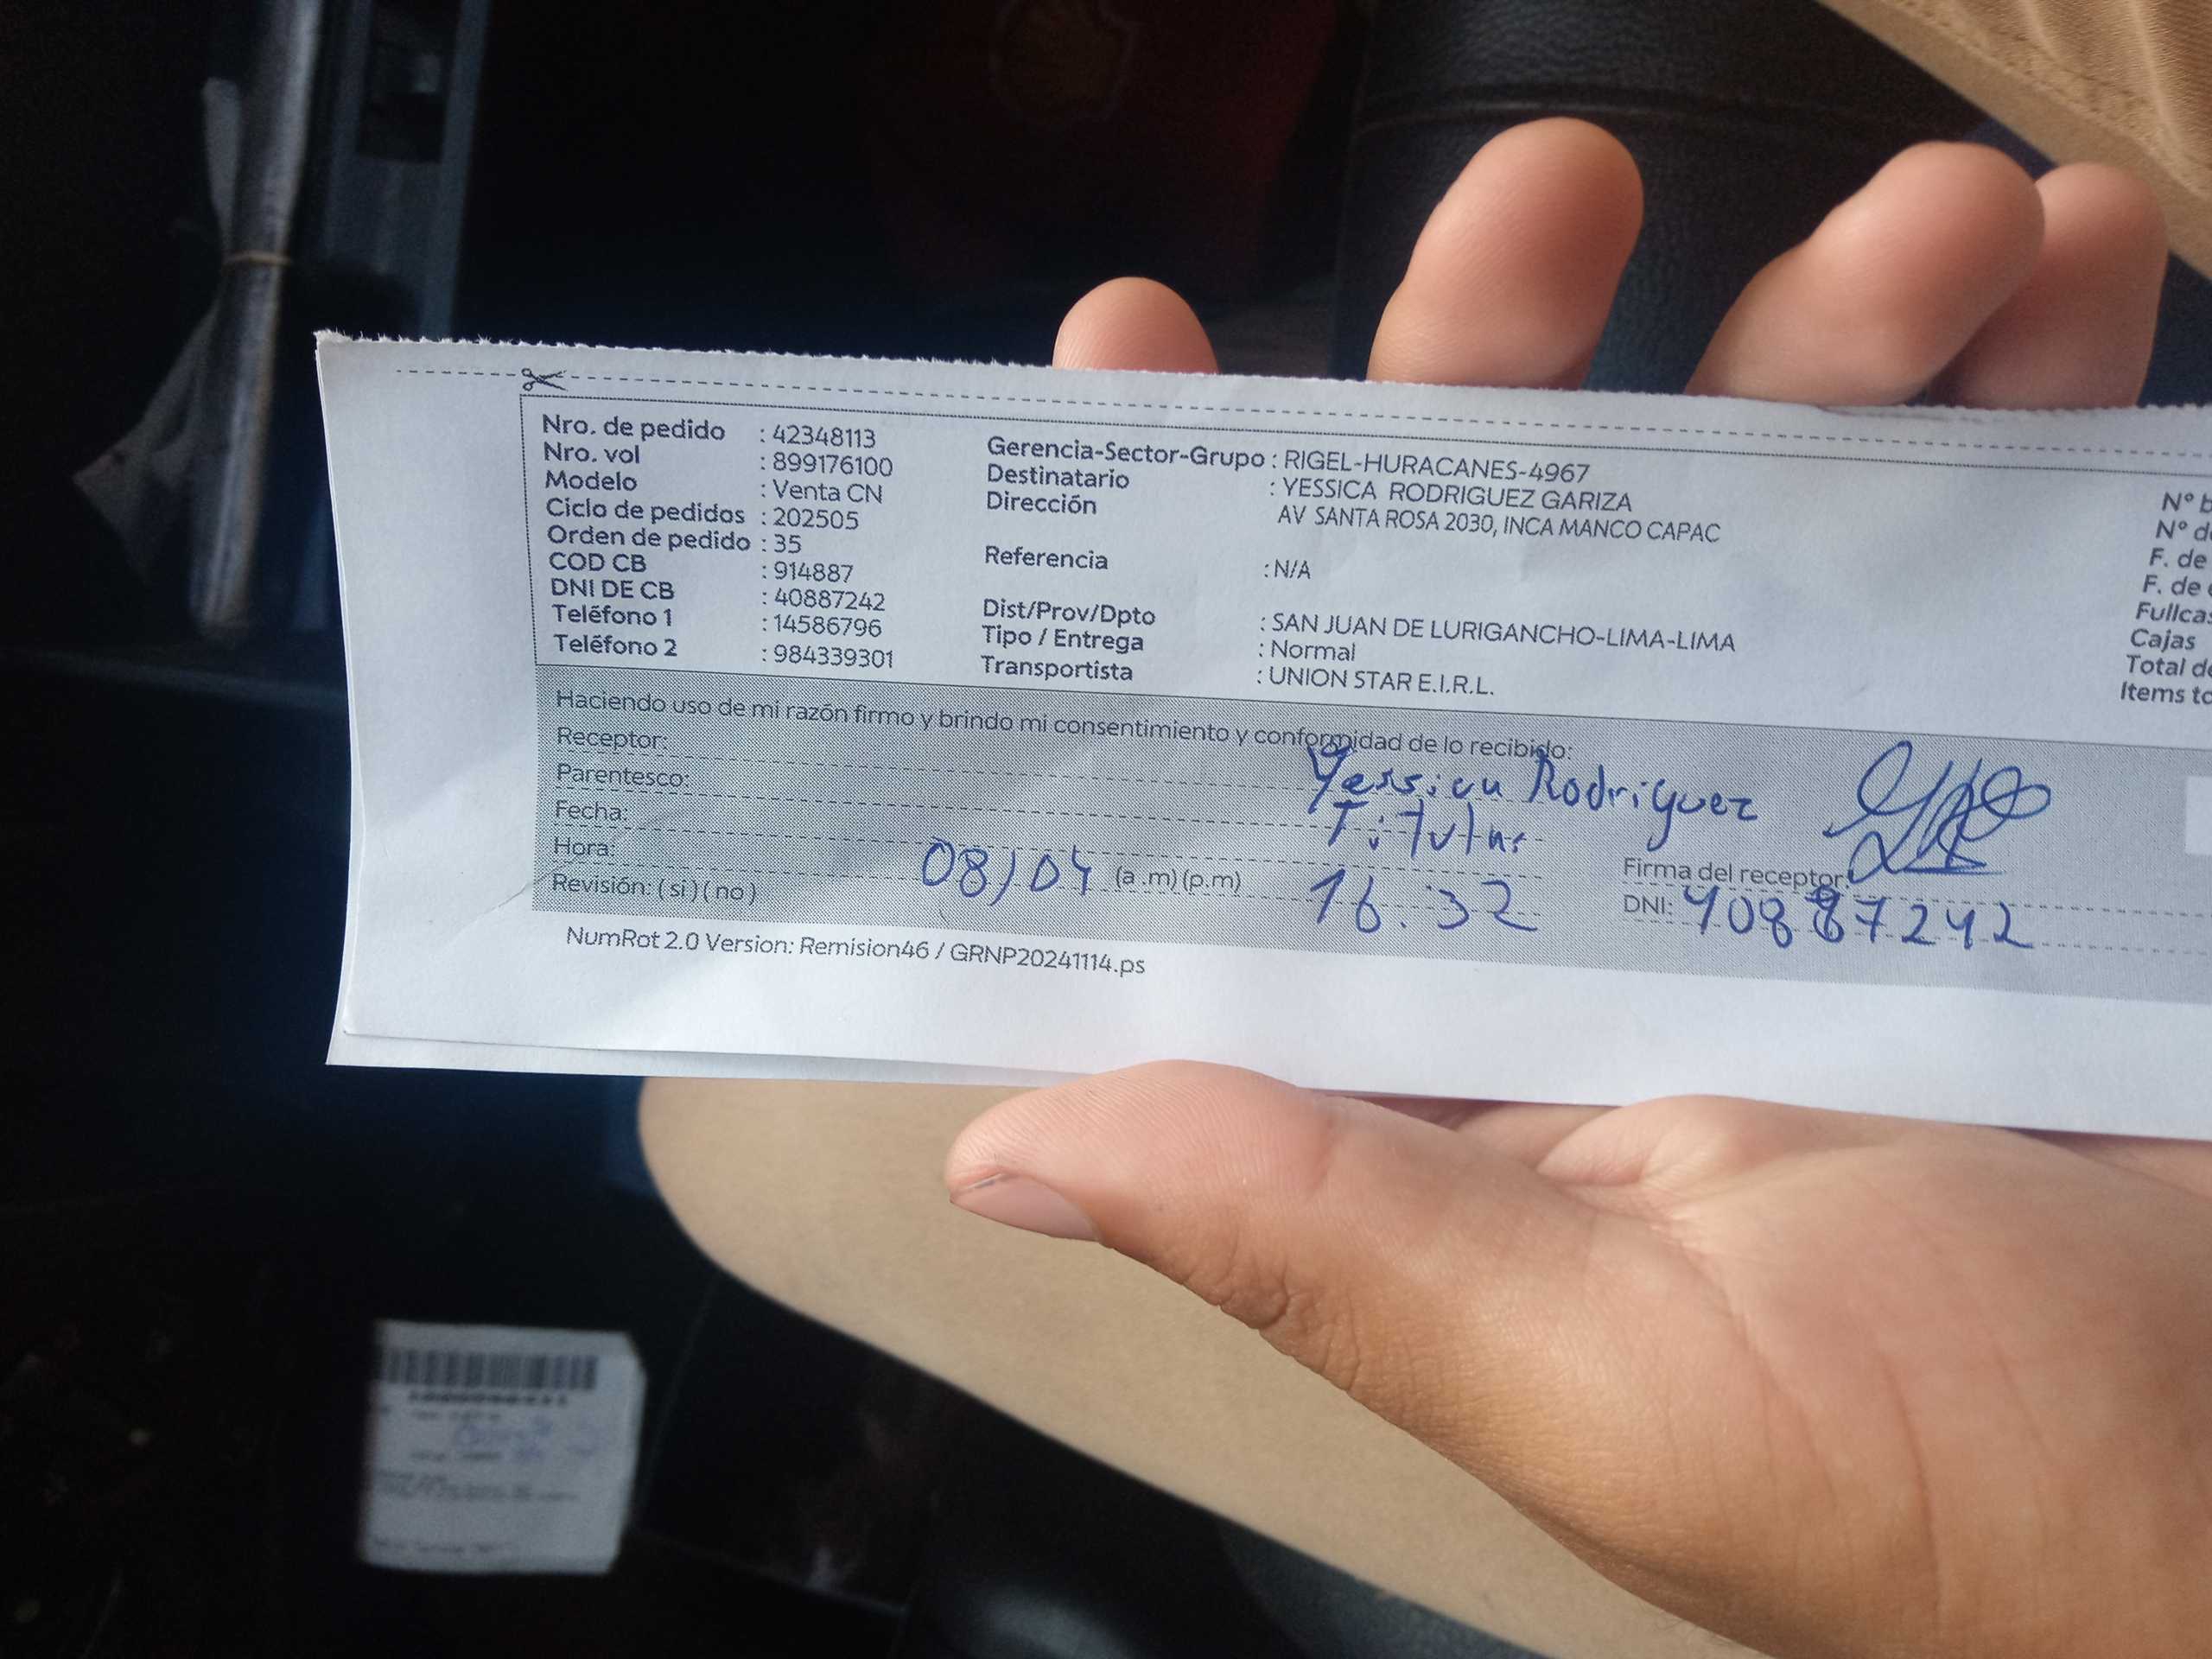 Nro. de pedido : 42348113
Nro. vol : 899176100
Modelo : Venta CN
Ciclo de pedidos : 202505
Orden de pedido : 35
COD CB : 914887
DNI DE CB : 40887242
Teléfono 1 : 14586796
Teléfono 2 : 984339301
Gerencia-Sector-Grupo : RIGEL-HURACANES-4967
Destinatario : YESSICA RODRIGUEZ GARIZA
Dirección AV SANTA ROSA 2030, INCA MANCO CAPAC
Referencia : N/A
Dist/Prov/Dpto : SAN JUAN DE LURIGANCHO-LIMA-LIMA
Tipo / Entrega : Normal
Transportista : UNION STAR E.I.R.L.
N°
N°
F. de
F. de
Cajas
Total
Items
Haciendo uso de mi razón firmo y brindo mi consentimiento y conformidad de lo recibido:
Receptor: Yessica Rodriguez
Parentesco: Titular
Fecha: 08/04
Hora: (a.m) (p.m) 16.32
Revisión: (si) (no)
Firma del receptor:
DNI: 40887242
NumRot 2.0 Version: Remision46 / GRNP20241114.ps